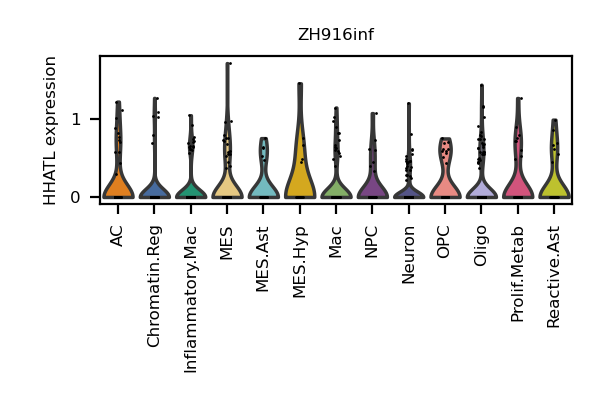 ZH916inf
HHATL expression
1
0
AC
Chromatin.Reg
Inflammatory.Mac
MES
MES.Ast
MES.Hyp
Mac
NPC
Neuron
OPC
Oligo
Prolif.Metab
Reactive.Ast